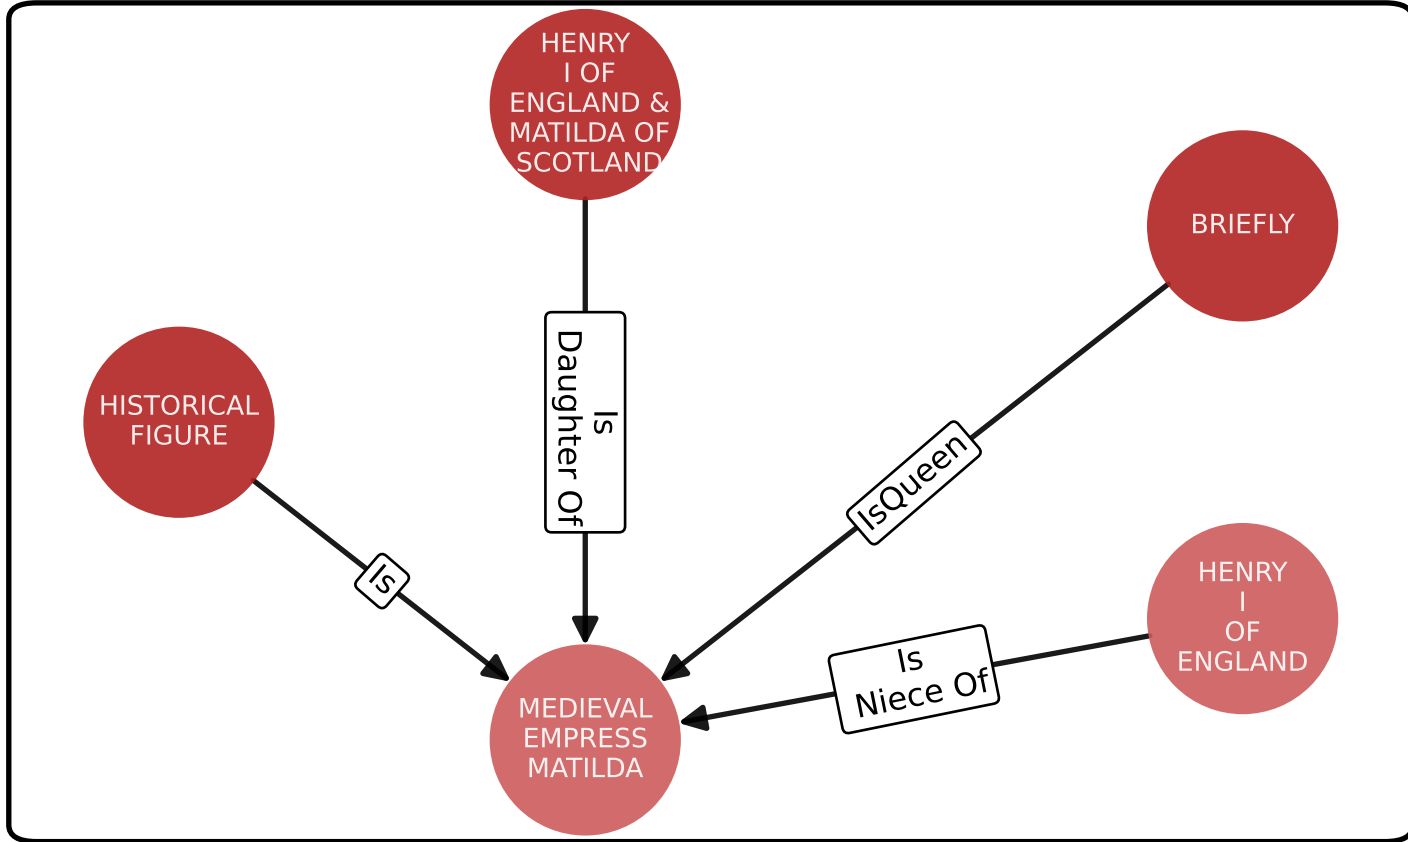 HENRY
I OF
ENGLAND &
MATILDA OF
SCOTLAND
BRIEFLY
HISTORICAL
FIGURE
Is
Daughter Of
IsQueen
Is
HENRY
I
OF
ENGLAND
Is
Niece Of
MEDIEVAL
EMPRESS
MATILDA